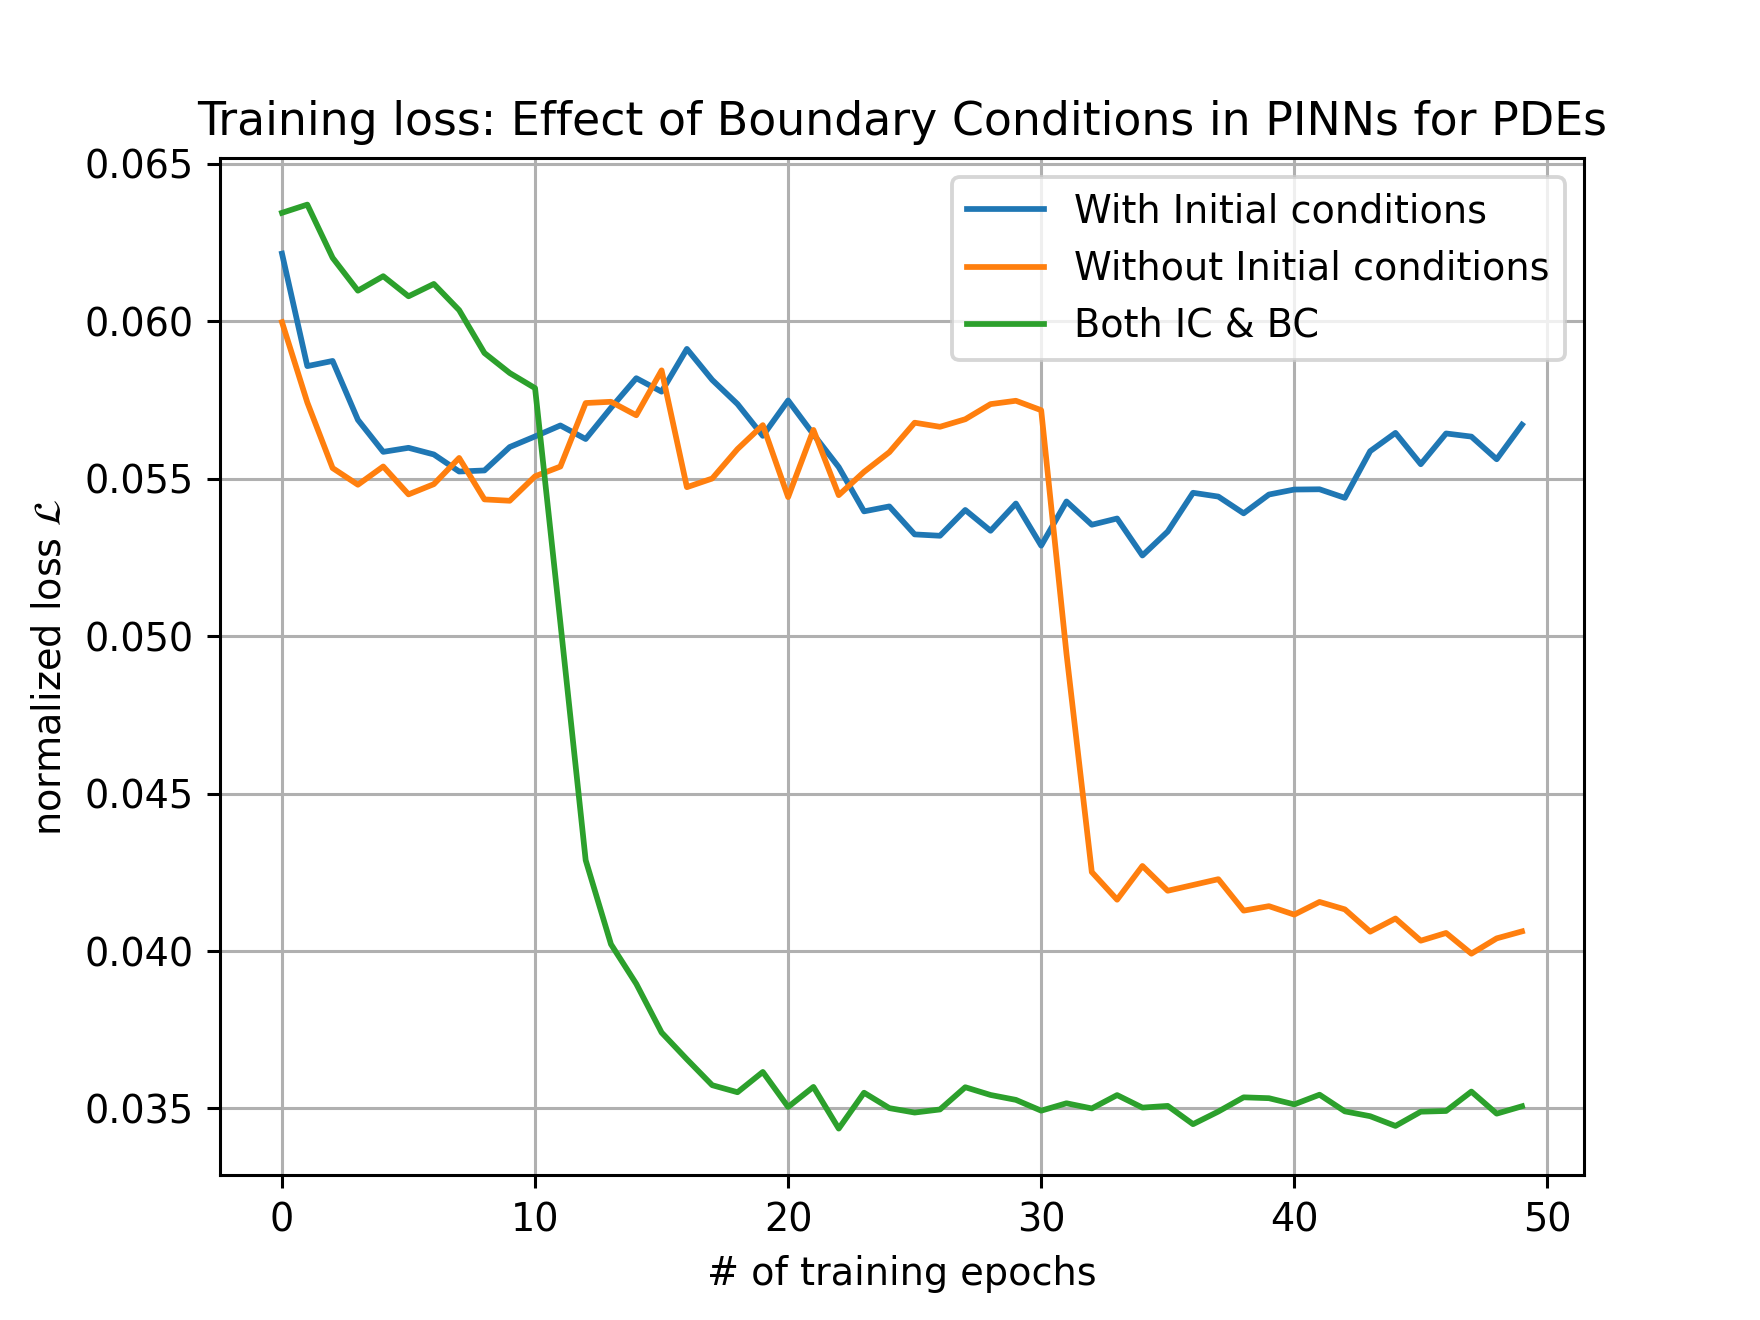 Training loss: Effect of Boundary Conditions in PINNs for PDEs
With Initial conditions
Without Initial conditions
Both IC & BC
normalized loss ℒ
0.065
0.060
0.055
0.050
0.045
0.040
0.035
0 10 20 30 40 50
# of training epochs